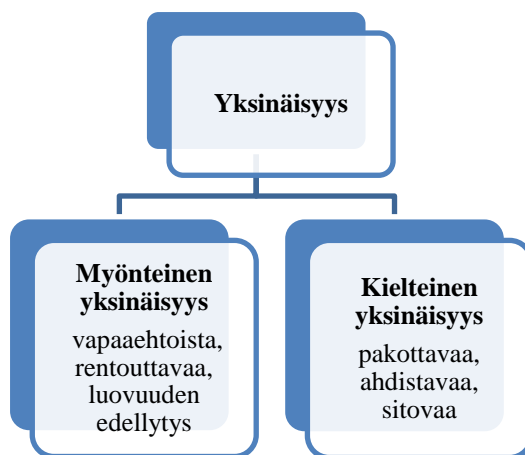 Yksinäisyys
Myönteinen
yksinäisyys
vapaaehtoista,
rentouttavaa,
luovuuden
edellytys
Kielteinen
yksinäisyys
pakottavaa,
ahdistavaa,
sitovaa